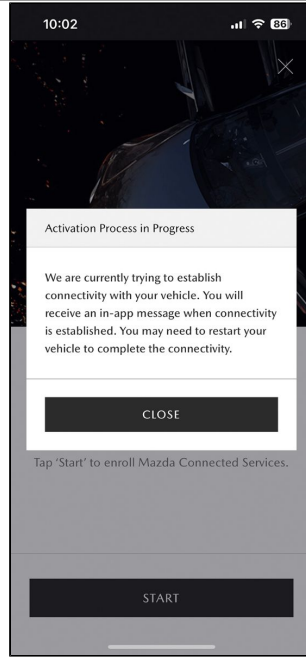 10:02
86
Activation Process in Progress
We are currently trying to establish
connectivity with your vehicle. You will
receive an in-app message when connectivity
is established. You may need to restart your
vehicle to complete the connectivity.
CLOSE
Tap ‘Start’ to enroll Mazda Connected Services.
START